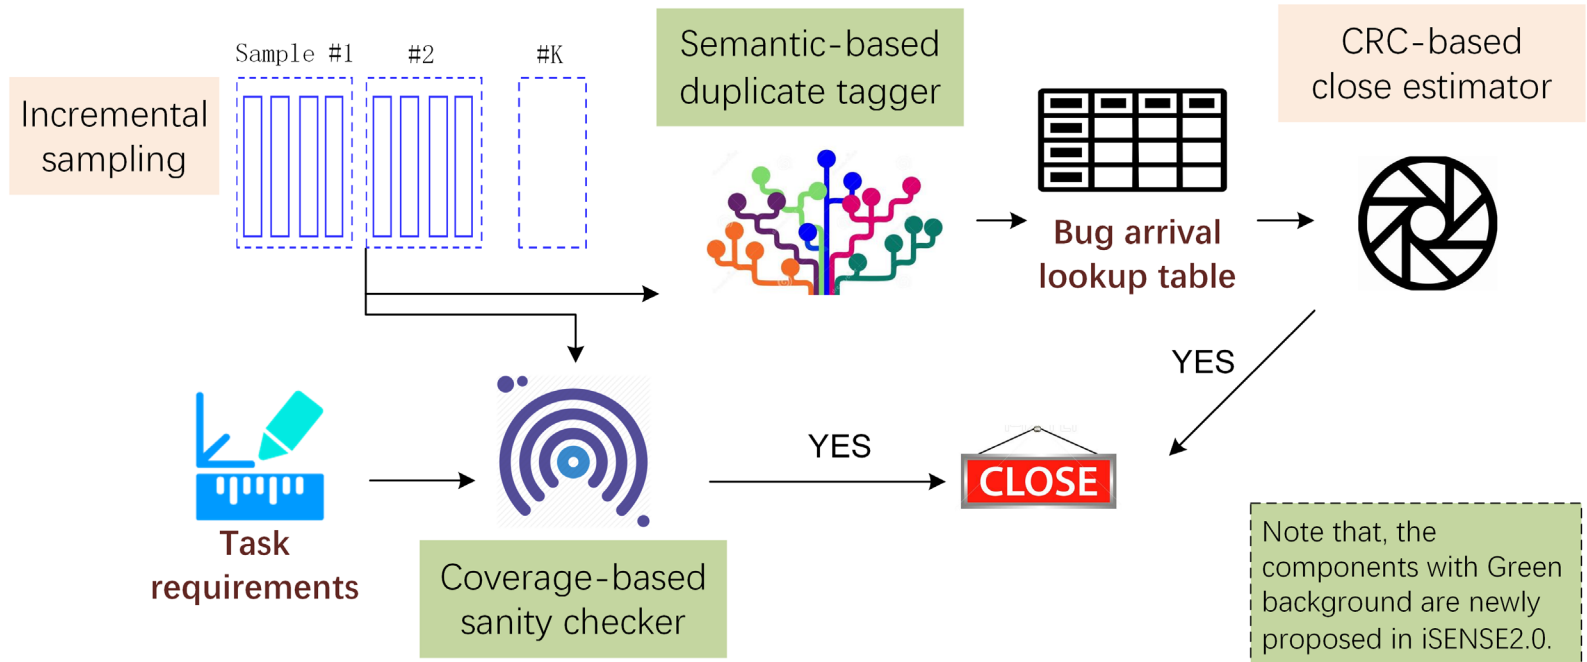 Sample #1
#2
#K
Incremental
sampling
Semantic-based
duplicate tagger
CRC-based
close estimator
Bug arrival
lookup table
YES
YES
CLOSE
Task
requirements
Coverage-based
sanity checker
Note that, the
components with Green
background are newly
proposed in iSENSE2.0.